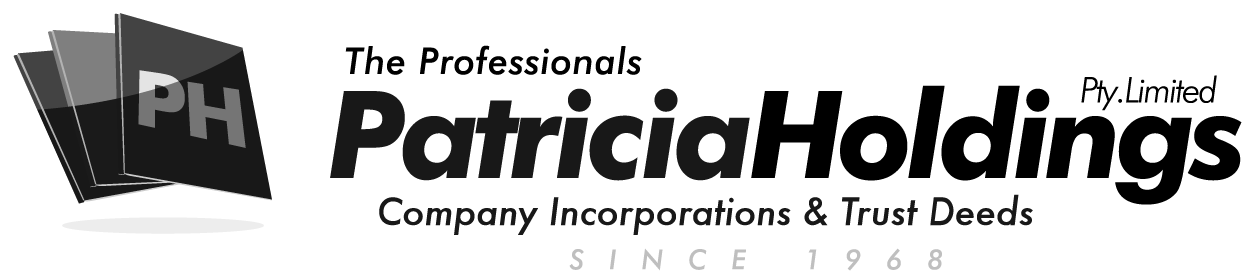 PH
The Professionals
PatriciaHoldings Pty.Limited
Company Incorporations & Trust Deeds
SINCE 1968